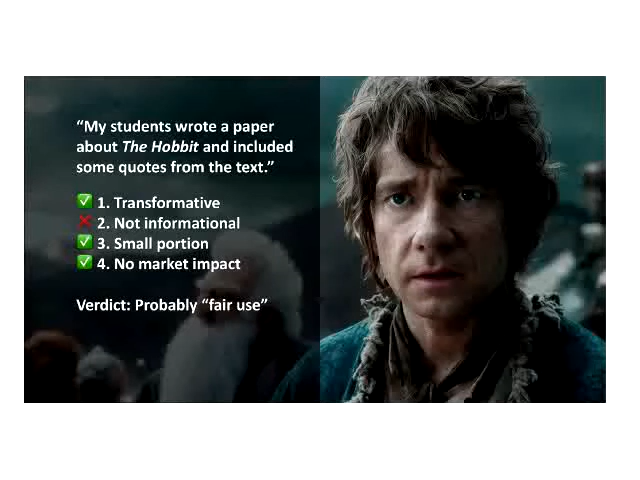 “My students wrote a paper
about The Hobbit and included
some quotes from the text.”
✅ 1. Transformative
❌ 2. Not informational
✅ 3. Small portion
✅ 4. No market impact
Verdict: Probably “fair use”